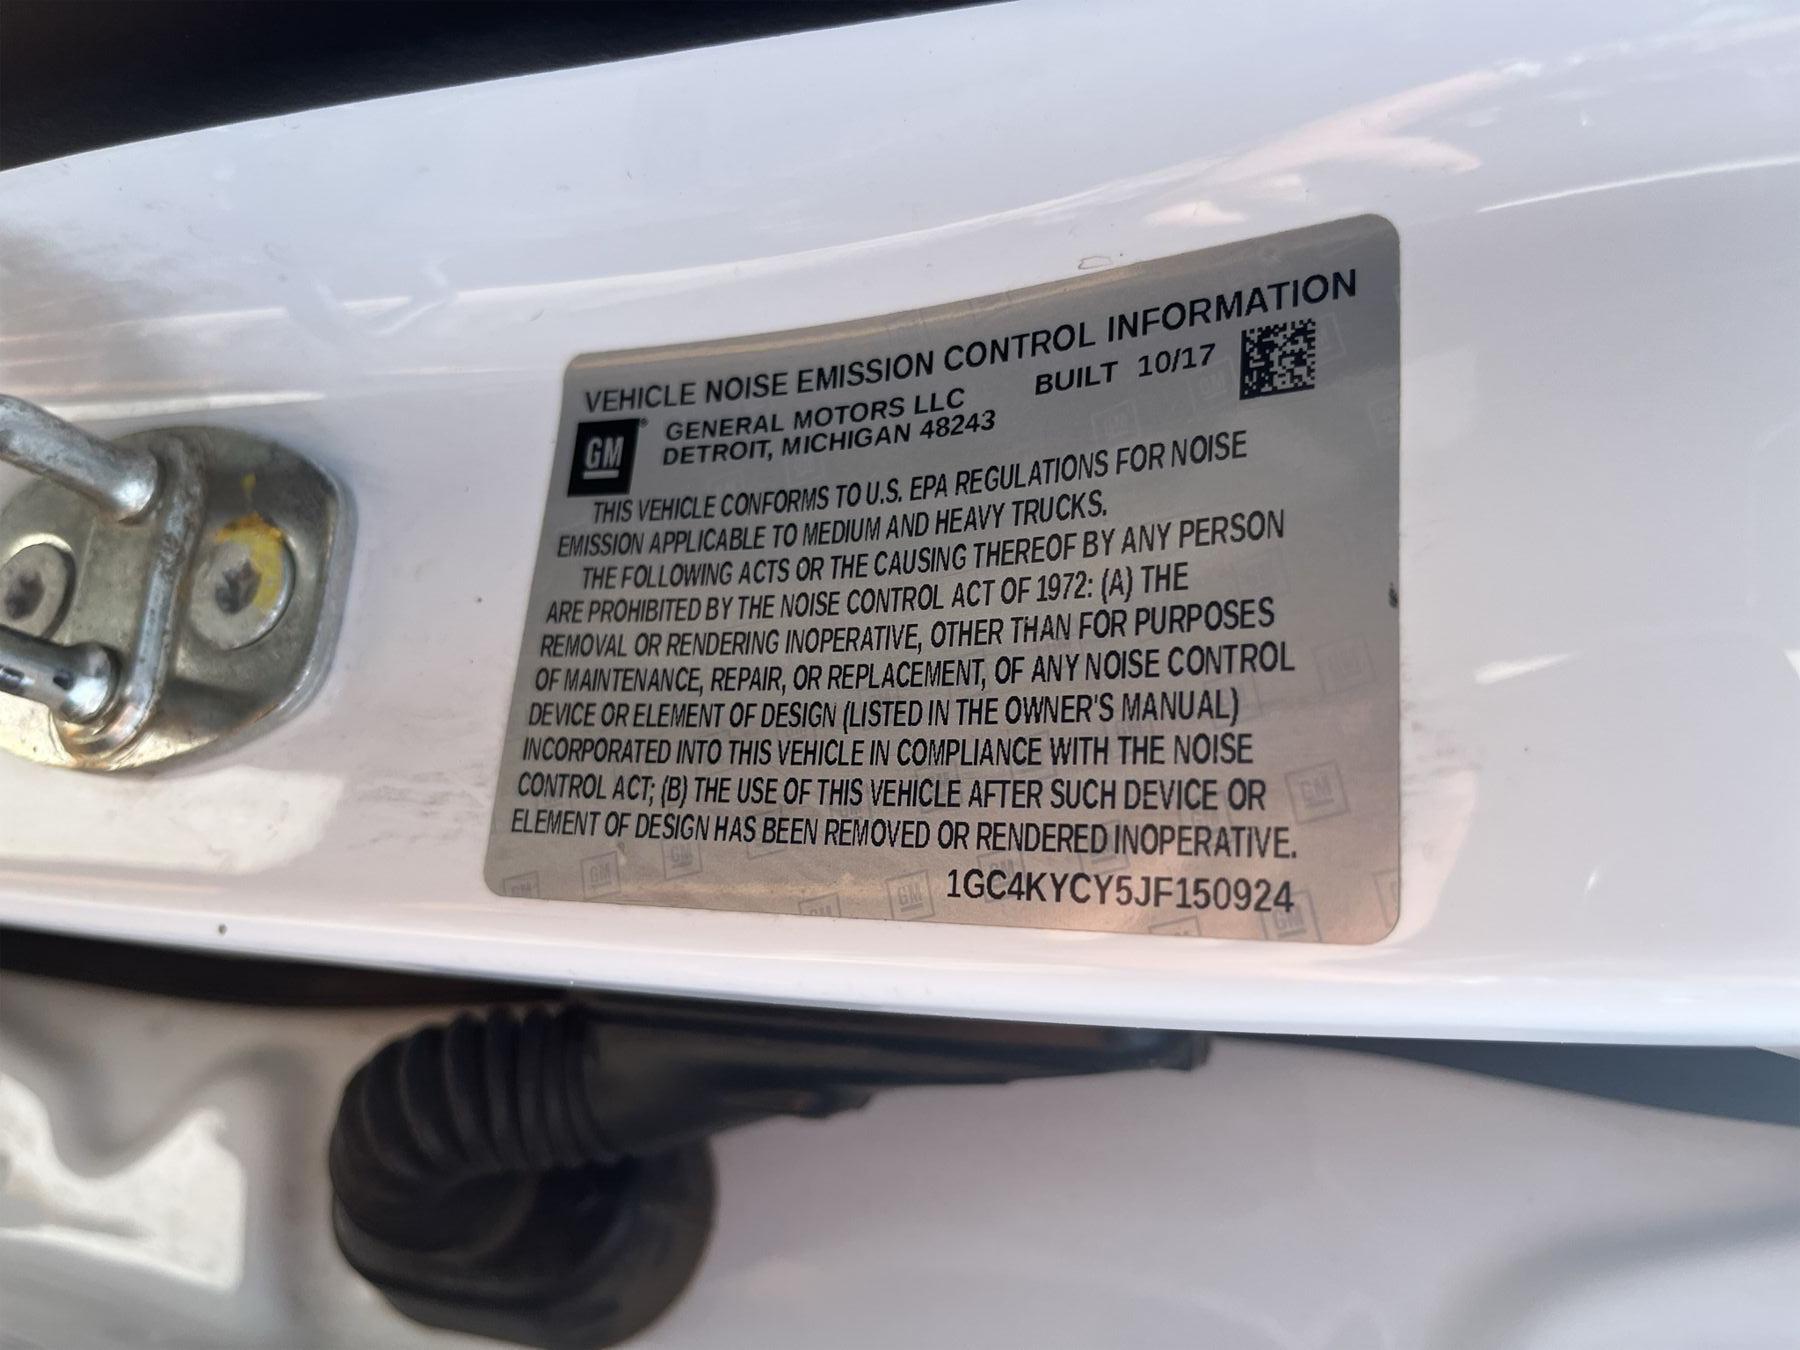 VEHICLE NOISE EMISSION CONTROL INFORMATION
GM
GENERAL MOTORS LLC
BUILT 10/17
DETROIT, MICHIGAN 48243
THIS VEHICLE CONFORMS TO U.S. EPA REGULATIONS FOR NOISE
EMISSION APPLICABLE TO MEDIUM AND HEAVY TRUCKS.
THE FOLLOWING ACTS OR THE CAUSING THEREOF BY ANY PERSON
ARE PROHIBITED BY THE NOISE CONTROL ACT OF 1972: (A) THE
REMOVAL OR RENDERING INOPERATIVE, OTHER THAN FOR PURPOSES
OF MAINTENANCE, REPAIR, OR REPLACEMENT, OF ANY NOISE CONTROL
DEVICE OR ELEMENT OF DESIGN (LISTED IN THE OWNER'S MANUAL)
INCORPORATED INTO THIS VEHICLE IN COMPLIANCE WITH THE NOISE
CONTROL ACT; (B) THE USE OF THIS VEHICLE AFTER SUCH DEVICE OR
ELEMENT OF DESIGN HAS BEEN REMOVED OR RENDERED INOPERATIVE.
1GC4KYCY5JF150924